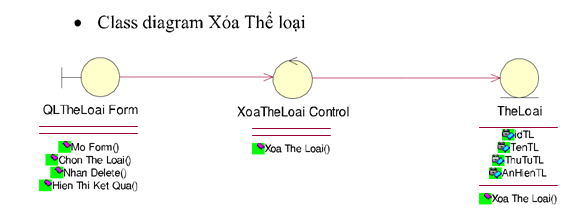 • Class diagram Xóa Thể loại
QLTheLoai Form
XoaTheLoai Control
TheLoai
Mo Form()
Chon The Loai()
Nhan Delete()
Hien Thi Ket Qua()
Xoa The Loai()
idTL
TenTL
ThuTuTL
AnHienTL
Xoa The Loai()